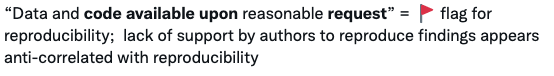 “Data and code available upon reasonable request” = 🚩 flag for
reproducibility;  lack of support by authors to reproduce findings appears
anti-correlated with reproducibility